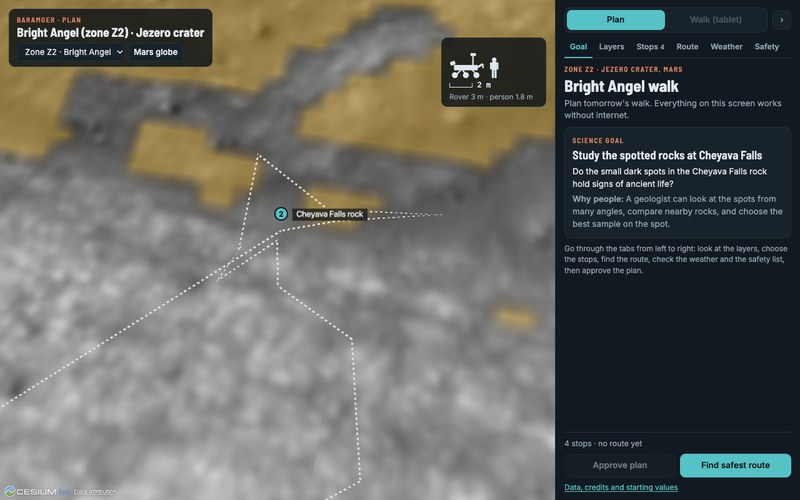 BARAMGER · PLAN
Bright Angel (zone Z2) · Jezero crater
Zone Z2 · Bright Angel
Mars globe
2 m
Rover 3 m · person 1.8 m
2
Cheyava Falls rock
CESIUM ion Data attribution
Plan
Walk (tablet)
›
Goal
Layers
Stops 4
Route
Weather
Safety
ZONE Z2 · JEZERO CRATER, MARS
Bright Angel walk
Plan tomorrow's walk. Everything on this screen works
without internet.
SCIENCE GOAL
Study the spotted rocks at Cheyava Falls
Do the small dark spots in the Cheyava Falls rock
hold signs of ancient life?
Why people: A geologist can look at the spots from
many angles, compare nearby rocks, and choose the
best sample on the spot.
Go through the tabs from left to right: look at the layers, choose
the stops, find the route, check the weather and the safety list,
then approve the plan.
4 stops · no route yet
Approve plan
Find safest route
Data, credits and starting values